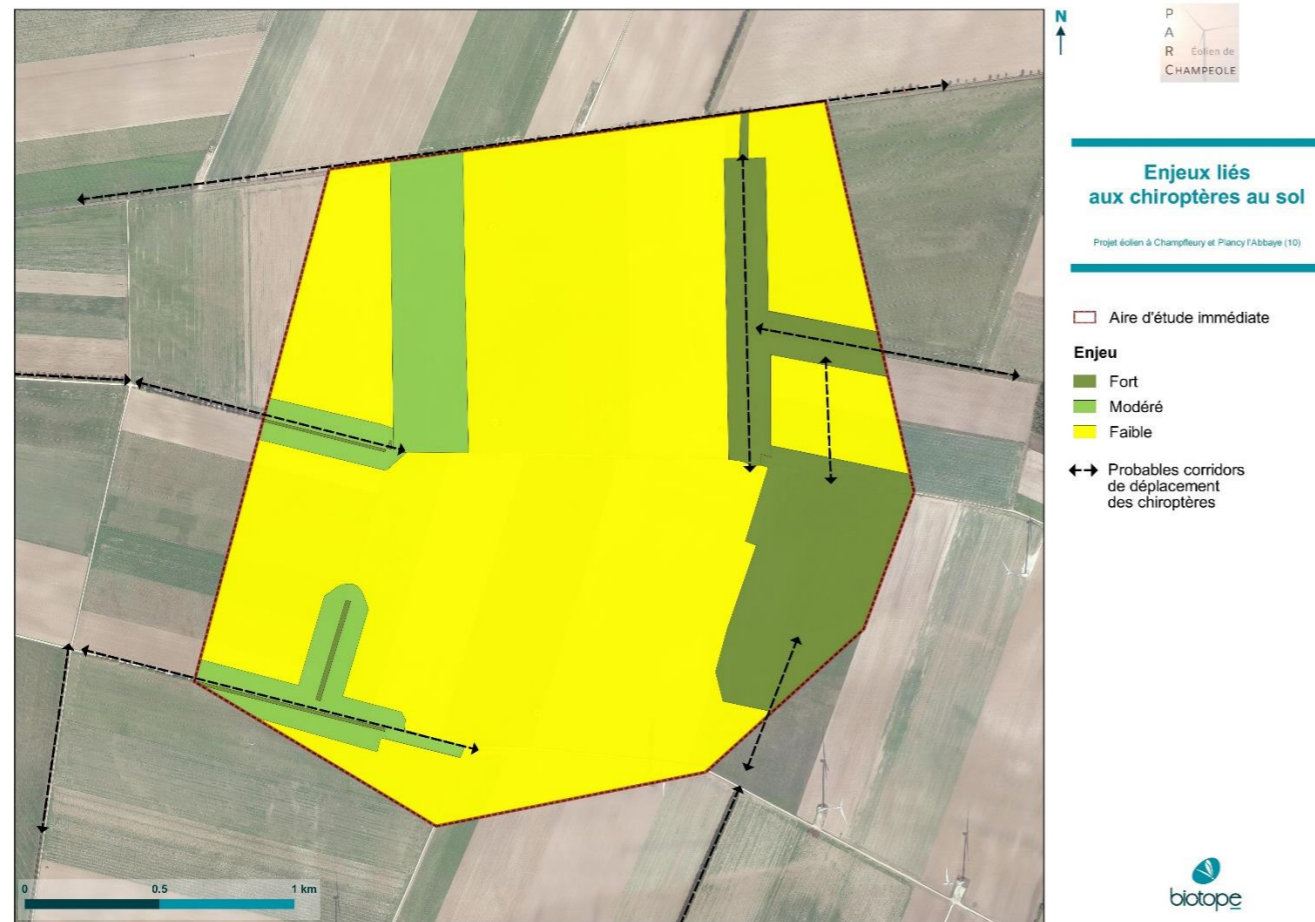 N
P
A
R Éolien de
CHAMPEOLE
Enjeux liés
aux chiroptères au sol
Projet éolien à Champfleury et Plancy l'Abbaye (10)
Aire d'étude immédiate
Enjeu
Fort
Modéré
Faible
Probables corridors
de déplacement
des chiroptères
0 0.5 1 km
biotope